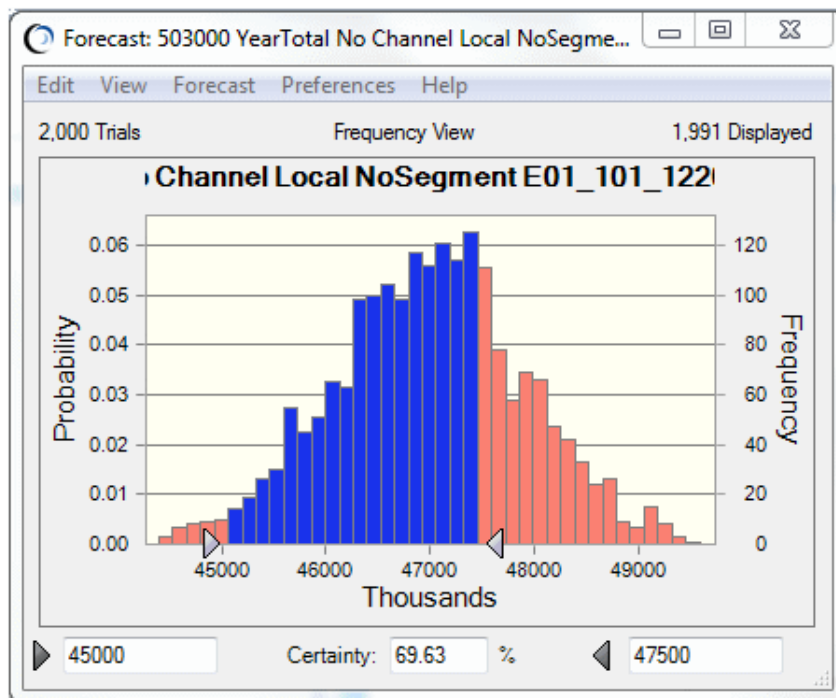 Forecast: 503000 YearTotal No Channel Local NoSegme...
Edit View Forecast Preferences Help
2,000 Trials Frequency View 1,991 Displayed
Channel Local NoSegment E01_101_122
Probability
0.06
0.05
0.04
0.03
0.02
0.01
0.00
120
100
80
60
40
20
0
Frequency
45000 46000 47000 48000 49000
Thousands
45000 Certainty: 69.63 % 47500